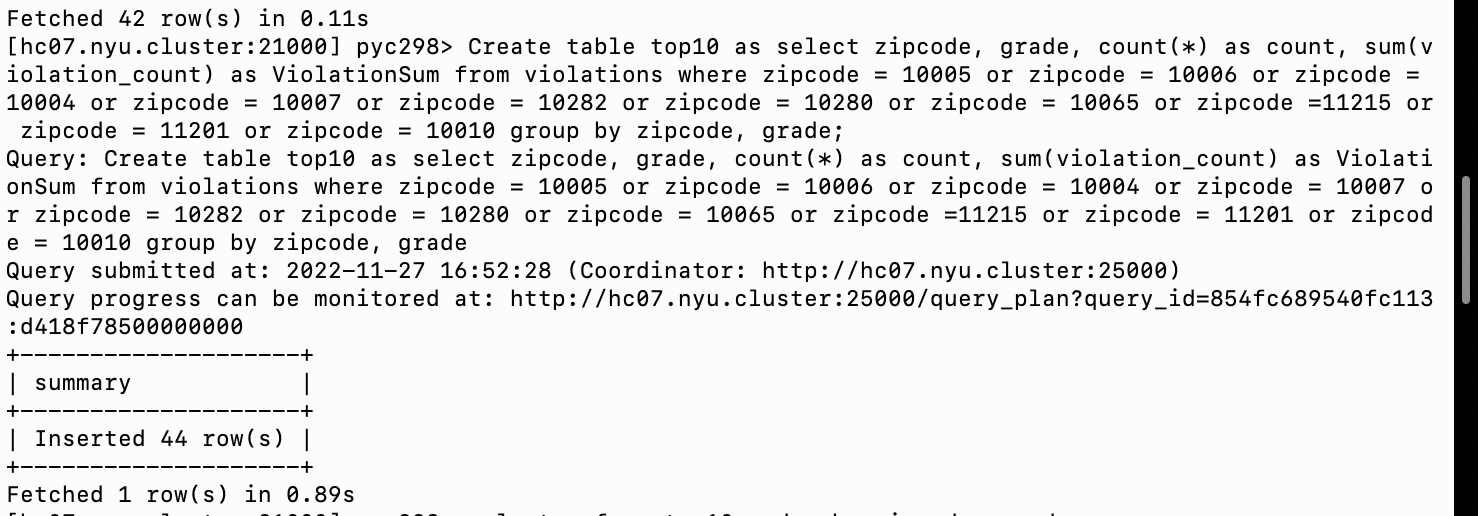 Fetched 42 row(s) in 0.11s
[hc07.nyu.cluster:21000] pyc298> Create table top10 as select zipcode, grade, count(*) as count, sum(v
iolation_count) as ViolationSum from violations where zipcode = 10005 or zipcode = 10006 or zipcode =
10004 or zipcode = 10007 or zipcode = 10282 or zipcode = 10280 or zipcode = 10065 or zipcode =11215 or
 zipcode = 11201 or zipcode = 10010 group by zipcode, grade;
Query: Create table top10 as select zipcode, grade, count(*) as count, sum(violation_count) as Violati
onSum from violations where zipcode = 10005 or zipcode = 10006 or zipcode = 10004 or zipcode = 10007 o
r zipcode = 10282 or zipcode = 10280 or zipcode = 10065 or zipcode =11215 or zipcode = 11201 or zipcod
e = 10010 group by zipcode, grade
Query submitted at: 2022-11-27 16:52:28 (Coordinator: http://hc07.nyu.cluster:25000)
Query progress can be monitored at: http://hc07.nyu.cluster:25000/query_plan?query_id=854fc689540fc113
:d418f78500000000
+--------------------+
| summary            |
+--------------------+
| Inserted 44 row(s) |
+--------------------+
Fetched 1 row(s) in 0.89s